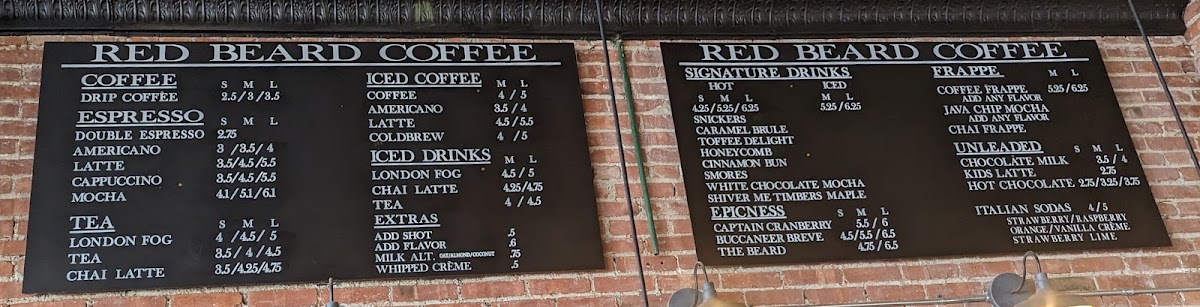 RED BEARD COFFEE
COFFEE S M L
DRIP COFFEE 2.5/3/3.5
ESPRESSO S M L
DOUBLE ESPRESSO 2.75
AMERICANO 3/3.5/4
LATTE 3.5/4.5/5.5
CAPPUCCINO 3.5/4.5/5.5
MOCHA 4.1/5.1/6.1
TEA S M L
LONDON FOG 4/4.5/5
TEA 3.5/4/4.5
CHAI LATTE 3.5/4.25/4.75
ICED COFFEE M L
COFFEE 4/5
AMERICANO 3.5/4
LATTE 4.5/5.5
COLDBREW 4/5
ICED DRINKS M L
LONDON FOG 4.5/5
CHAI LATTE 4.25/4.75
TEA 4/4.5
EXTRAS
ADD SHOT .5
ADD FLAVOR .6
MILK ALT. OAT/ALMOND/COCONUT .75
WHIPPED CRÈME .5
RED BEARD COFFEE
SIGNATURE DRINKS
HOT ICED
S M L M L
4.25/5.25/6.25 5.25/6.25
SNICKERS
CARAMEL BRULE
TOFFEE DELIGHT
HONEYCOMB
CINNAMON BUN
SMORES
WHITE CHOCOLATE MOCHA
SHIVER ME TIMBERS MAPLE
EPICNESS S M L
CAPTAIN CRANBERRY 5.5/6
BUCCANEER BREVE 4.5/5.5/6.5
THE BEARD 4.75/6.5
FRAPPE M L
COFFEE FRAPPE 5.25/6.25
ADD ANY FLAVOR
JAVA CHIP MOCHA
ADD ANY FLAVOR
CHAI FRAPPE
UNLEADED S M L
CHOCOLATE MILK 3.5/4
KIDS LATTE 2.75
HOT CHOCOLATE 2.75/3.25/3.75
ITALIAN SODAS 4/5
STRAWBERRY/RASPBERRY
ORANGE/VANILLA CRÈME
STRAWBERRY LIME